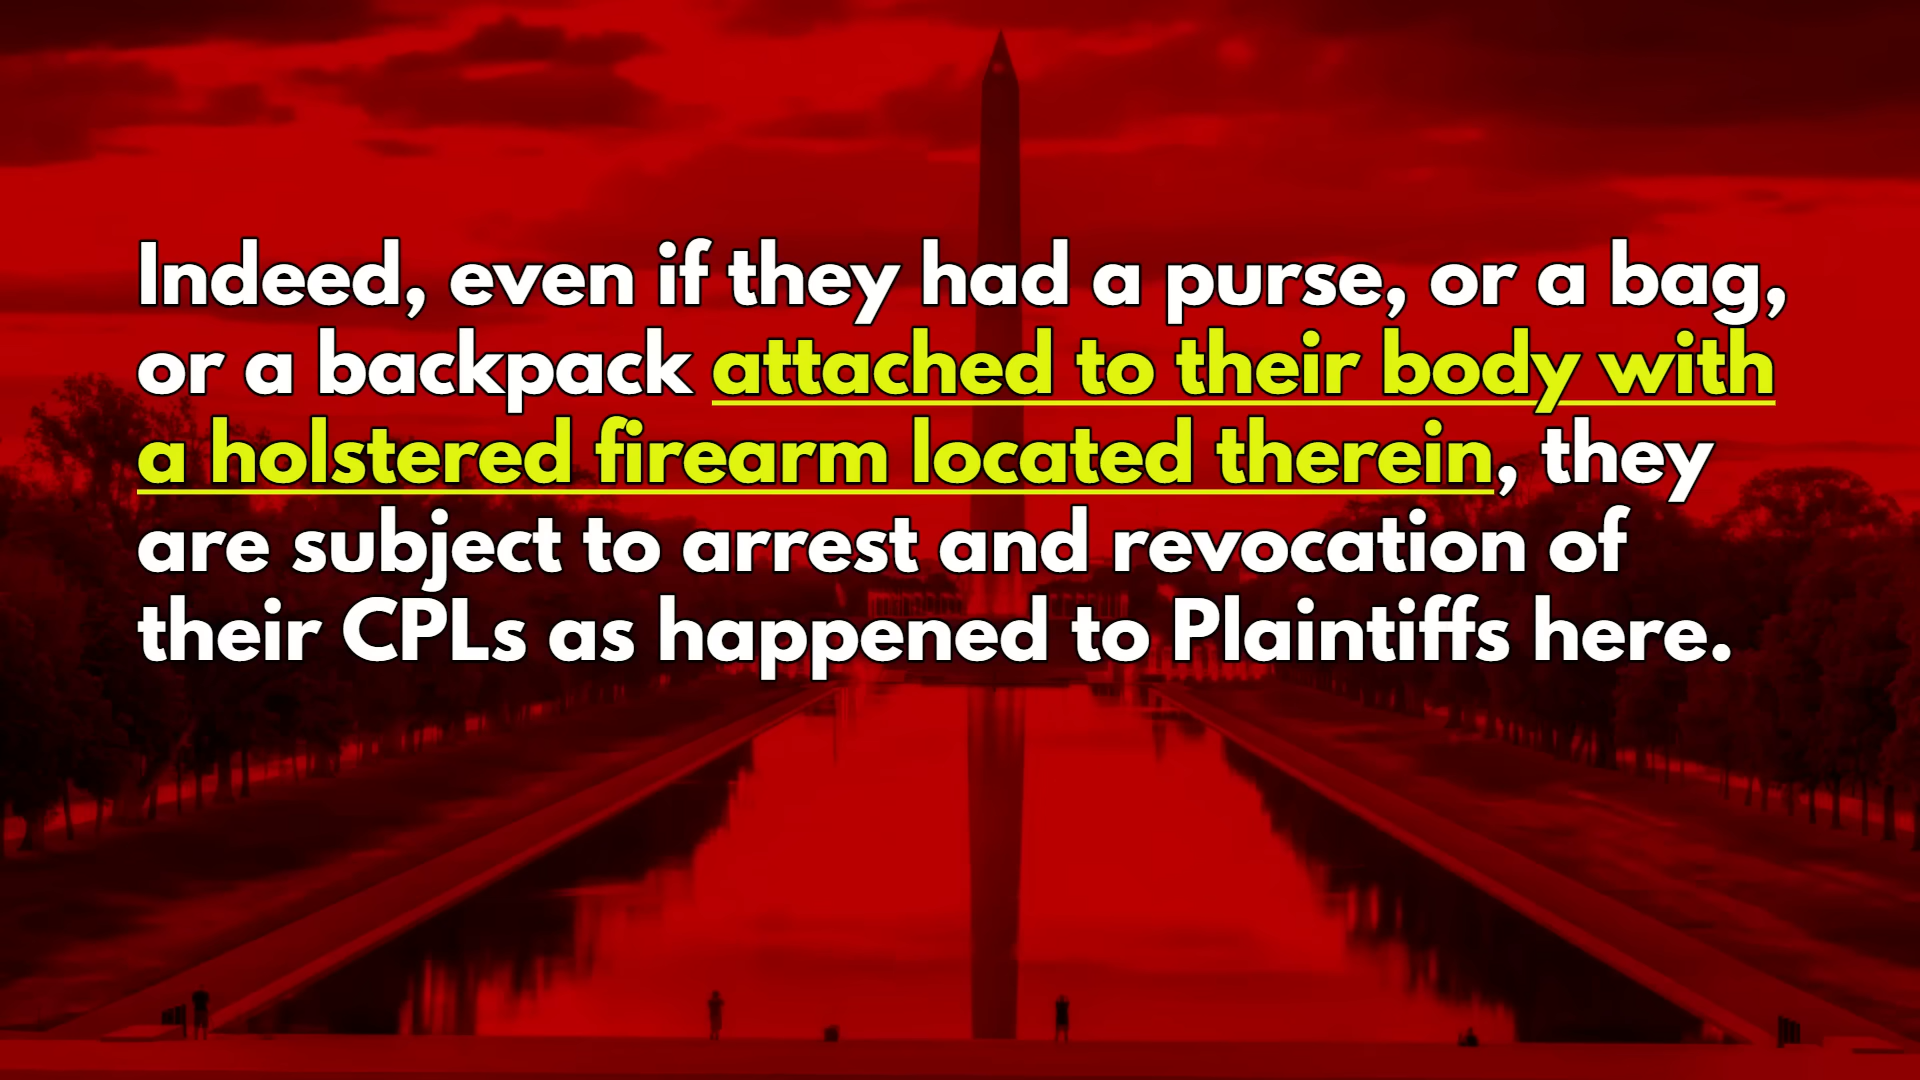 Indeed, even if they had a purse, or a bag,
or a backpack attached to their body with
a holstered firearm located therein, they
are subject to arrest and revocation of
their CPLs as happened to Plaintiffs here.